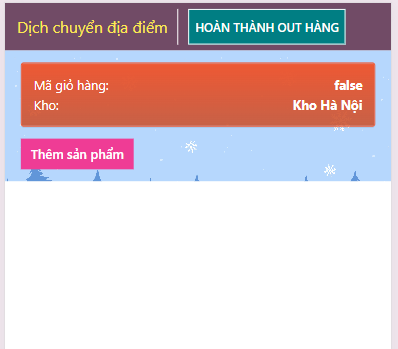 Dịch chuyển địa điểm
HOÀN THÀNH OUT HÀNG
Mã giỏ hàng: false
Kho: Kho Hà Nội
Thêm sản phẩm